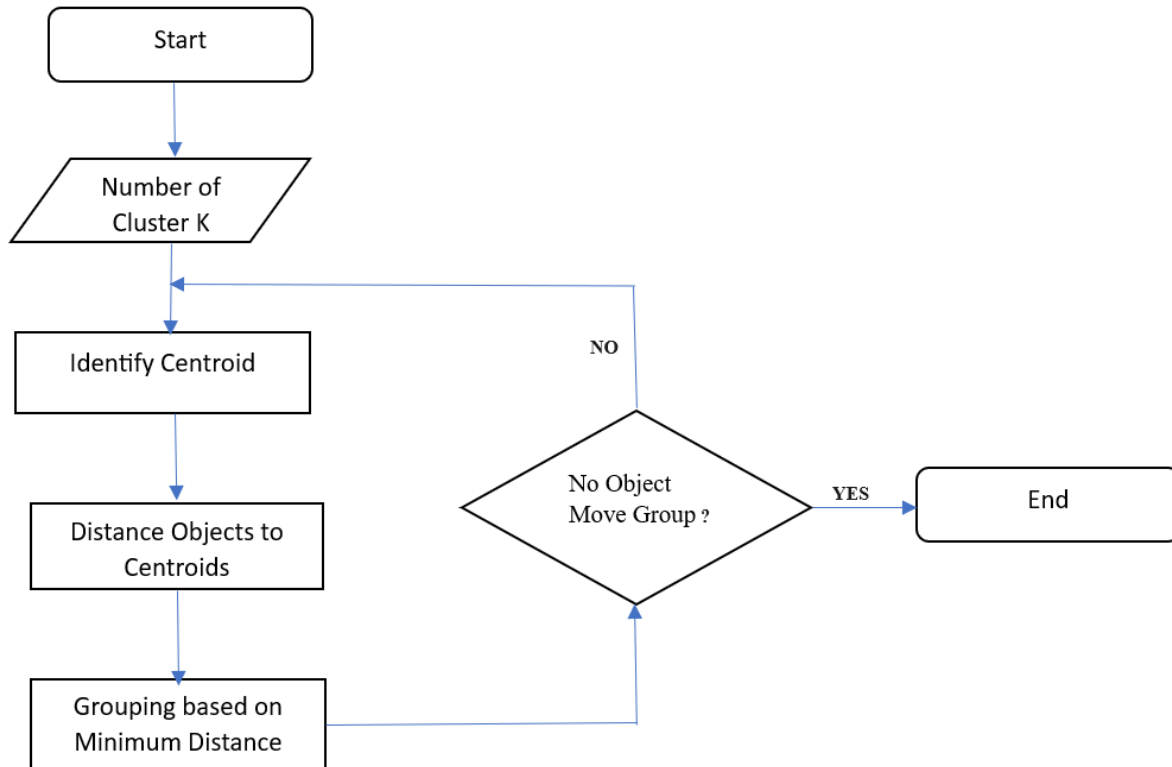 Start
Number of
Cluster K
Identify Centroid
Distance Objects to
Centroids
Grouping based on
Minimum Distance
NO
No Object
Move Group ?
YES
End